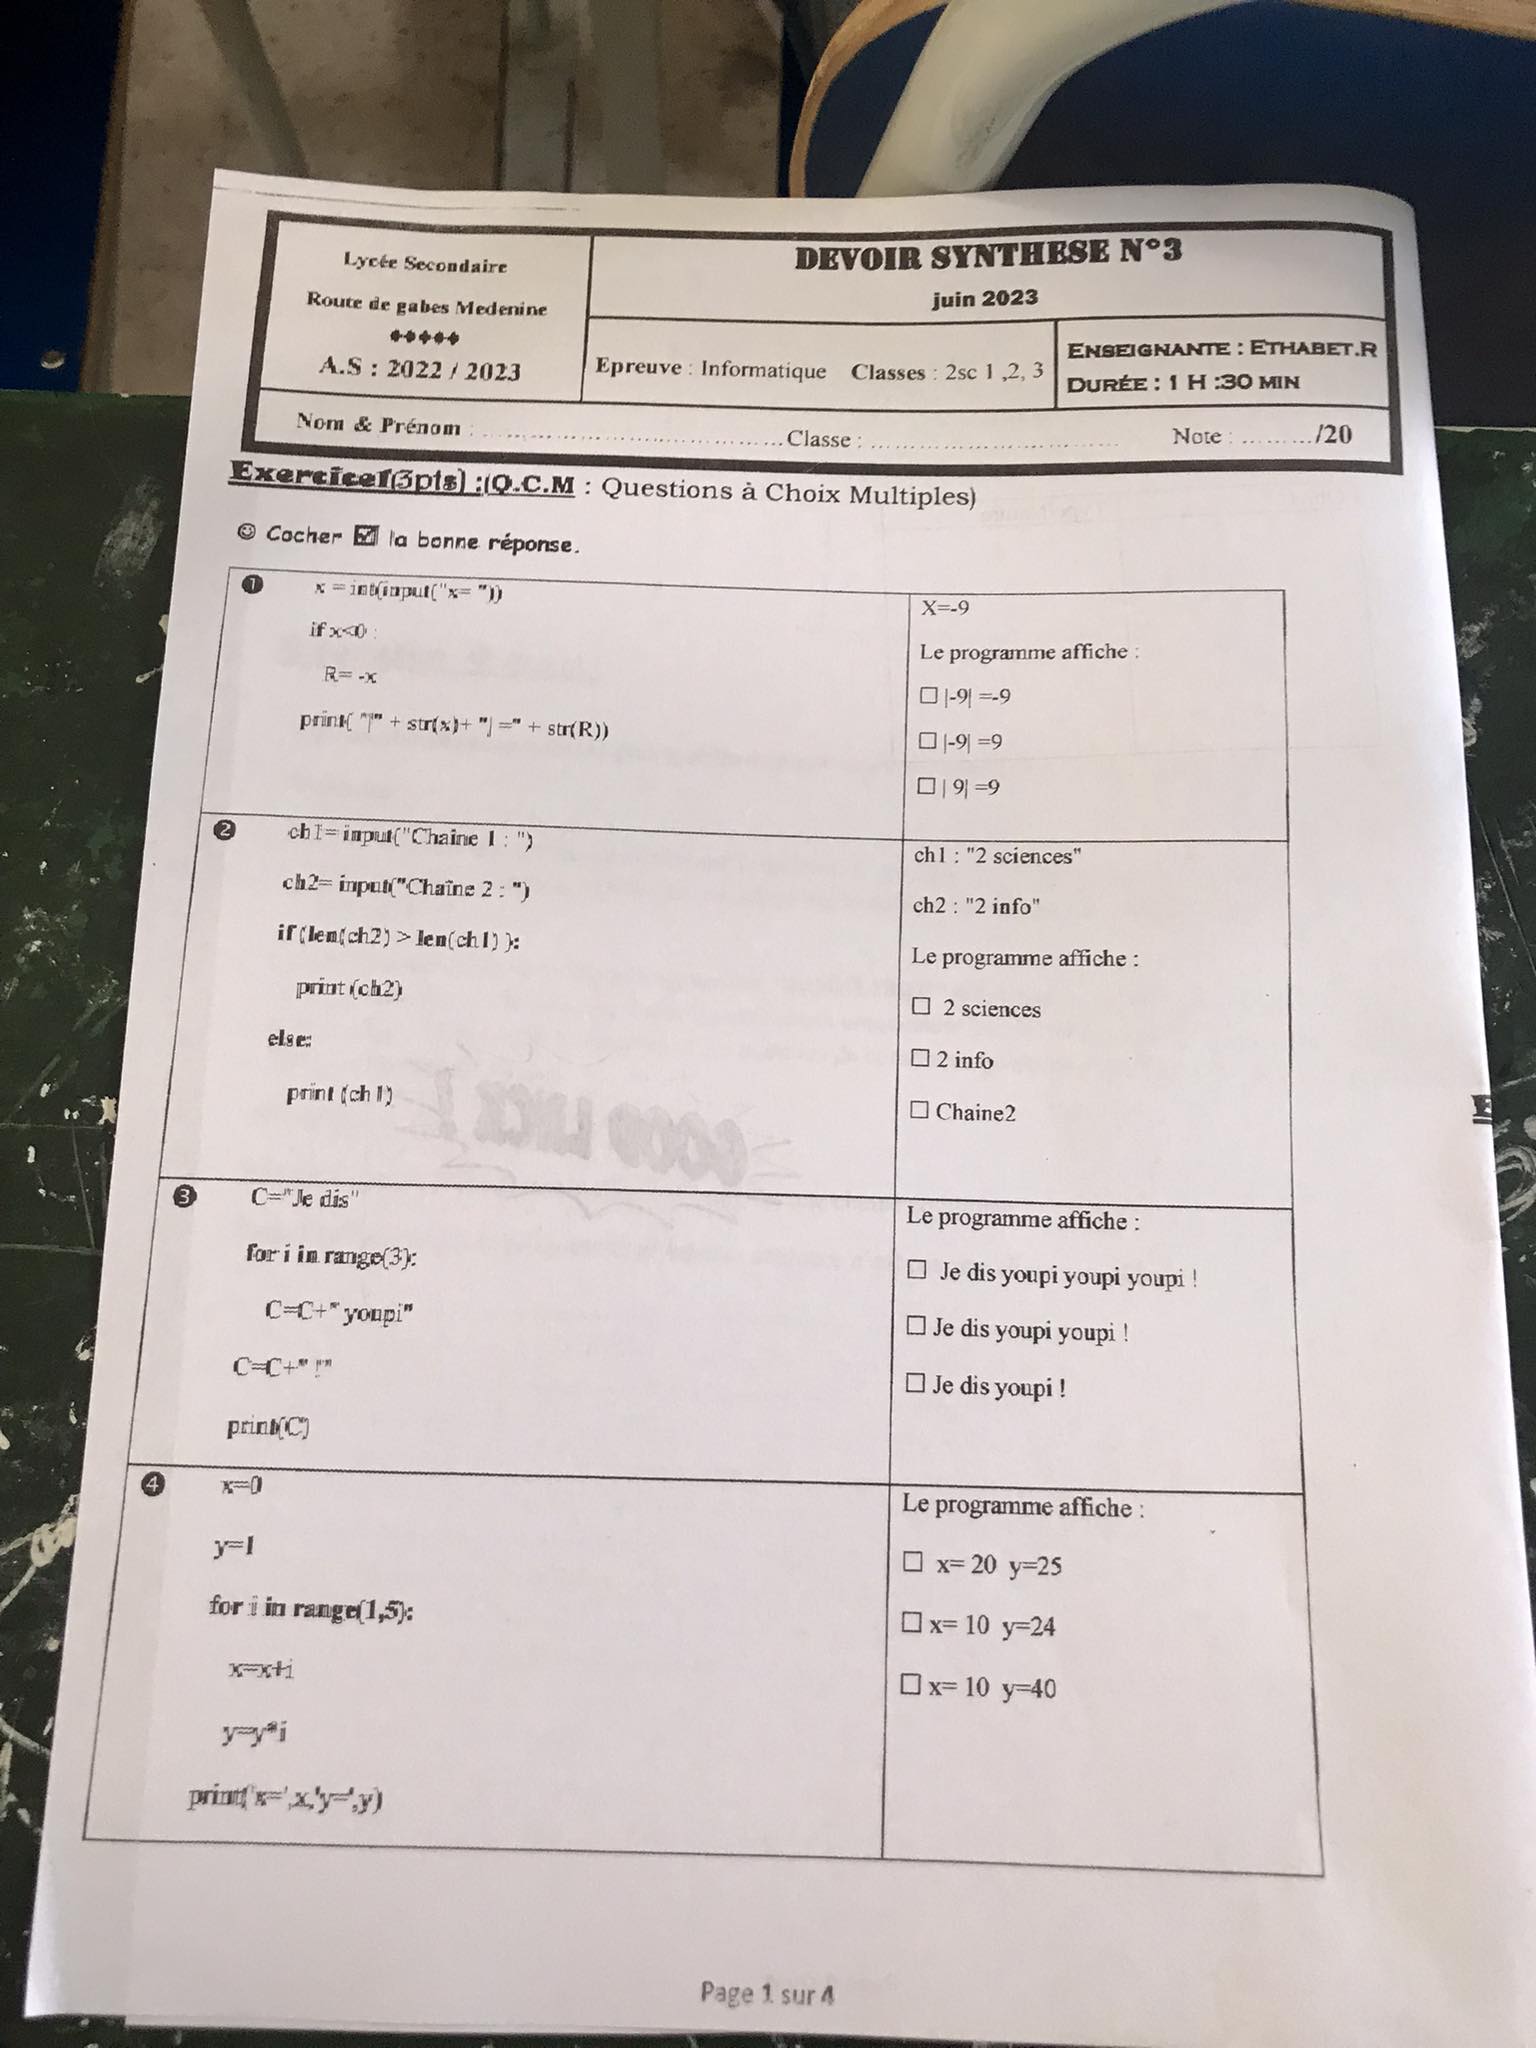 Lycée Secondaire
Route de gabes Medenine
A.S : 2022 / 2023
DEVOIR SYNTHESE N°3
juin 2023
Epreuve : Informatique Classes : 2sc 1 ,2, 3
ENSEIGNANTE : ETHABET.R
DURÉE : 1 H :30 MIN
Nom & Prénom : .......................................... Classe : .................................. Note : ........./20
Exercice1(3pts) :(Q.C.M : Questions à Choix Multiples)
☺ Cocher ☑ la bonne réponse.
❶ x = int(input("x= "))
if x<0 :
R= -x
print( "|" + str(x)+ "| =" + str(R))
X=-9
Le programme affiche :
☐ |-9| =-9
☐ |-9| =9
☐ | 9| =9
❷ ch1= input("Chaine 1 : ")
ch2= input("Chaîne 2 : ")
if (len(ch2) > len(ch1) ):
print (ch2)
else:
print (ch1)
ch1 : "2 sciences"
ch2 : "2 info"
Le programme affiche :
☐ 2 sciences
☐ 2 info
☐ Chaine2
❸ C="Je dis"
for i in range(3):
C=C+" youpi"
C=C+" !"
print(C)
Le programme affiche :
☐ Je dis youpi youpi youpi !
☐ Je dis youpi youpi !
☐ Je dis youpi !
❹ x=0
y=1
for i in range(1,5):
x=x+i
y=y*i
print('x=',x,'y=',y)
Le programme affiche :
☐ x= 20 y=25
☐ x= 10 y=24
☐ x= 10 y=40
Page 1 sur 4